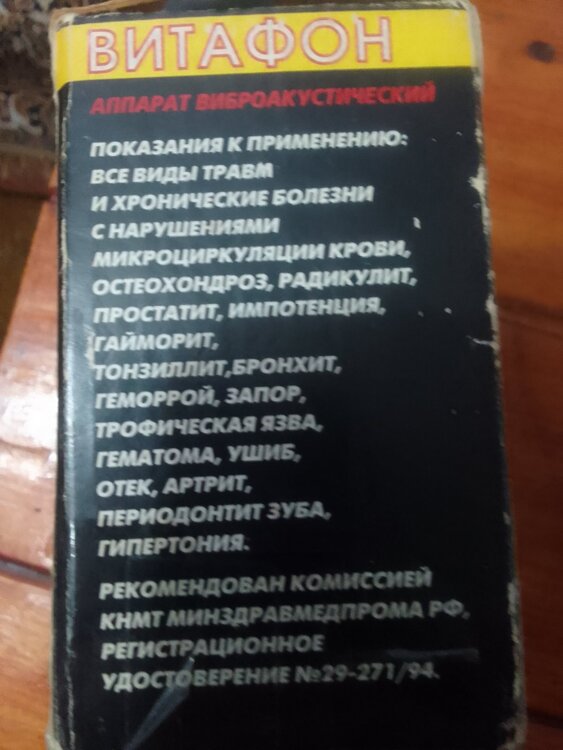 ВИТАФОН
АППАРАТ ВИБРОАКУСТИЧЕСКИЙ
ПОКАЗАНИЯ К ПРИМЕНЕНИЮ:
ВСЕ ВИДЫ ТРАВМ
И ХРОНИЧЕСКИЕ БОЛЕЗНИ
С НАРУШЕНИЯМИ
МИКРОЦИРКУЛЯЦИИ КРОВИ,
ОСТЕОХОНДРОЗ, РАДИКУЛИТ,
ПРОСТАТИТ, ИМПОТЕНЦИЯ,
ГАЙМОРИТ,
ТОНЗИЛЛИТ,БРОНХИТ,
ГЕМОРРОЙ, ЗАПОР,
ТРОФИЧЕСКАЯ ЯЗВА,
ГЕМАТОМА, УШИБ,
ОТЕК, АРТРИТ,
ПЕРИОДОНТИТ ЗУБА,
ГИПЕРТОНИЯ.
РЕКОМЕНДОВАН КОМИССИЕЙ
КНМТ МИНЗДРАВМЕДПРОМА РФ,
РЕГИСТРАЦИОННОЕ
УДОСТОВЕРЕНИЕ №29-271/94.